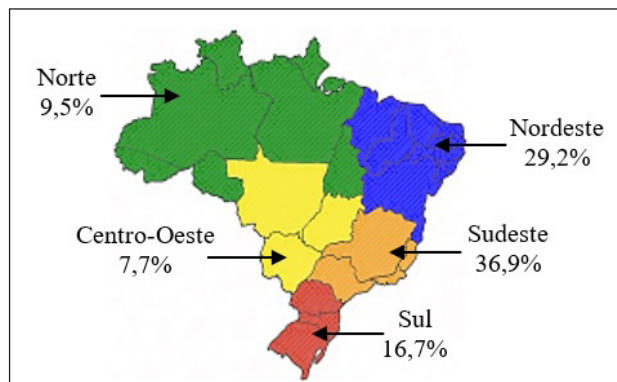 Norte
9,5%
Nordeste
29,2%
Centro-Oeste
7,7%
Sudeste
36,9%
Sul
16,7%